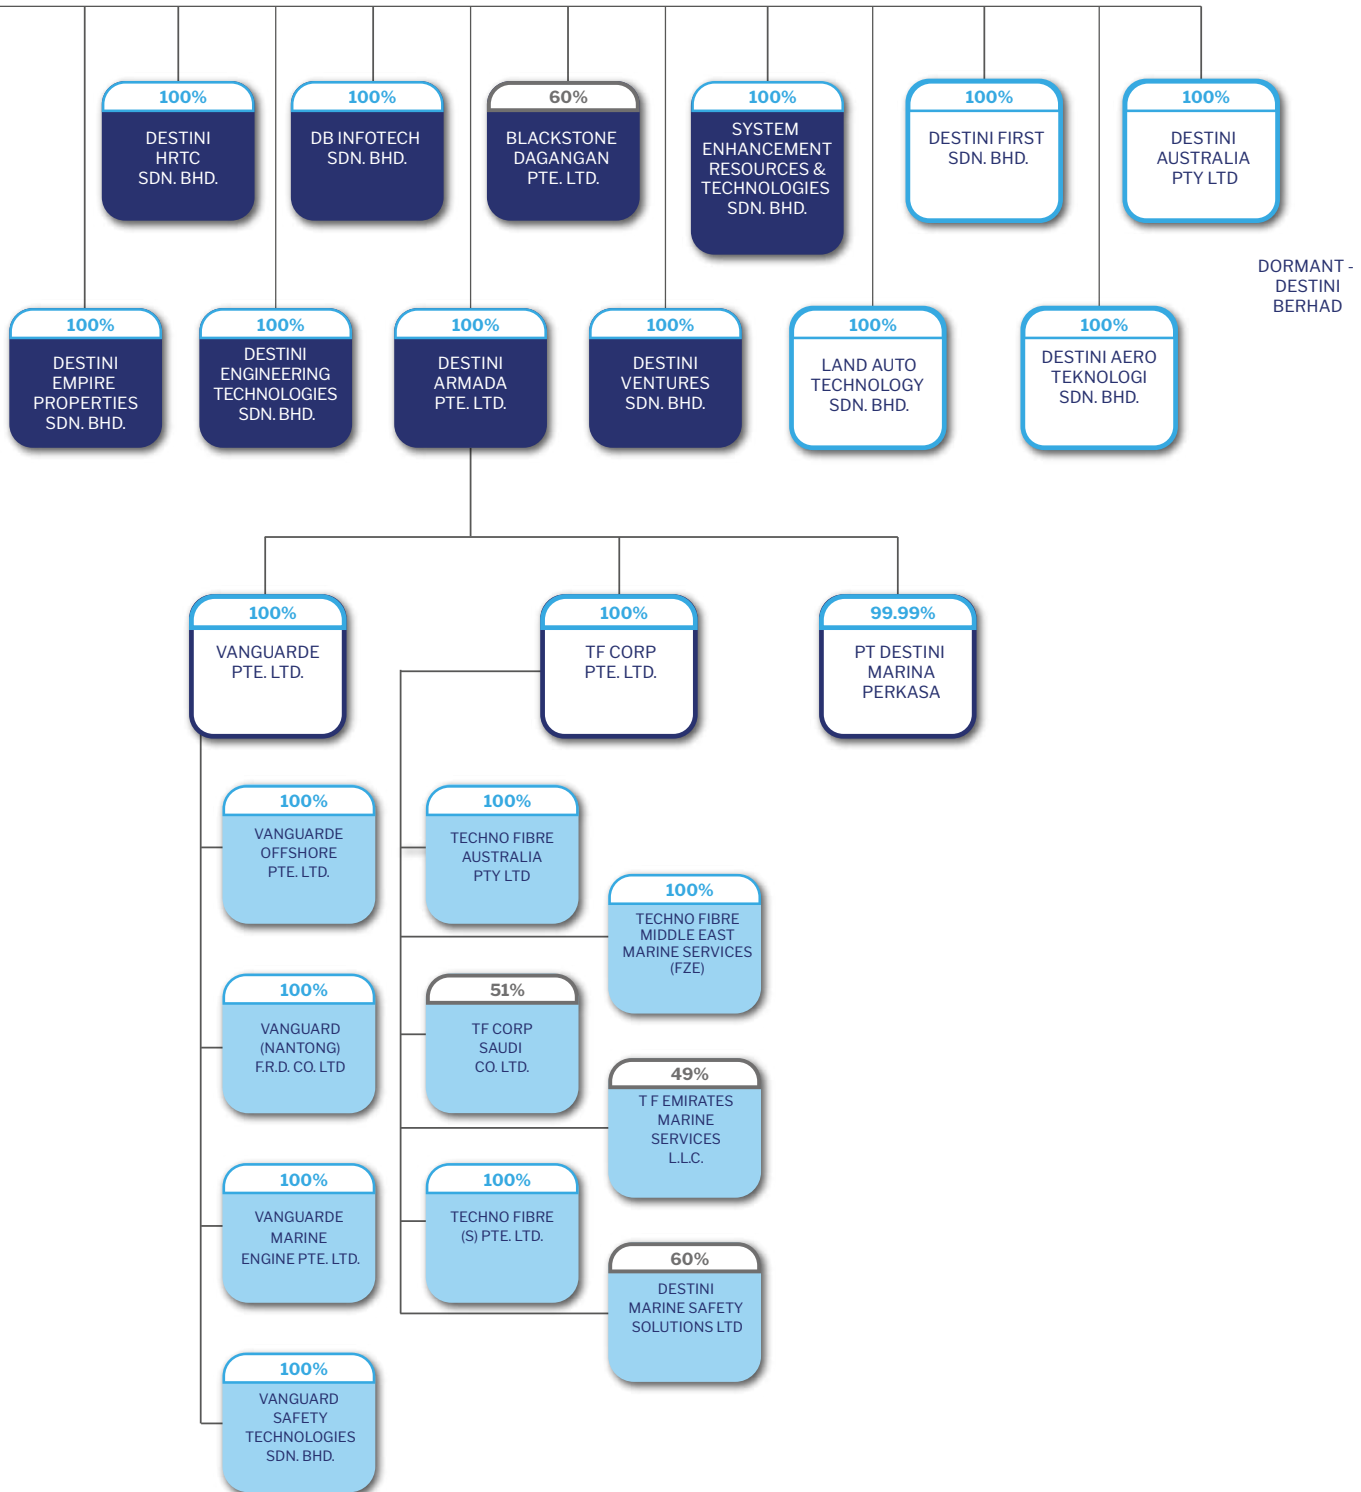 100%
DESTINI
HRTC
SDN. BHD.
100%
DB INFOTECH
SDN. BHD.
60%
BLACKSTONE
DAGANGAN
PTE. LTD.
100%
SYSTEM
ENHANCEMENT
RESOURCES &
TECHNOLOGIES
SDN. BHD.
100%
DESTINI FIRST
SDN. BHD.
100%
DESTINI
AUSTRALIA
PTY LTD
DORMANT -
DESTINI
BERHAD
100%
DESTINI
EMPIRE
PROPERTIES
SDN. BHD.
100%
DESTINI
ENGINEERING
TECHNOLOGIES
SDN. BHD.
100%
DESTINI
ARMADA
PTE. LTD.
100%
DESTINI
VENTURES
SDN. BHD.
100%
LAND AUTO
TECHNOLOGY
SDN. BHD.
100%
DESTINI AERO
TEKNOLOGI
SDN. BHD.
100%
VANGUARDE
PTE. LTD.
100%
TF CORP
PTE. LTD.
99.99%
PT DESTINI
MARINA
PERKASA
100%
VANGUARDE
OFFSHORE
PTE. LTD.
100%
VANGUARD
(NANTONG)
F.R.D. CO. LTD
100%
VANGUARDE
MARINE
ENGINE PTE. LTD.
100%
VANGUARD
SAFETY
TECHNOLOGIES
SDN. BHD.
100%
TECHNO FIBRE
AUSTRALIA
PTY LTD
100%
TECHNO FIBRE
MIDDLE EAST
MARINE SERVICES
(FZE)
51%
TF CORP
SAUDI
CO. LTD.
49%
T F EMIRATES
MARINE
SERVICES
L.L.C.
100%
TECHNO FIBRE
(S) PTE. LTD.
60%
DESTINI
MARINE SAFETY
SOLUTIONS LTD